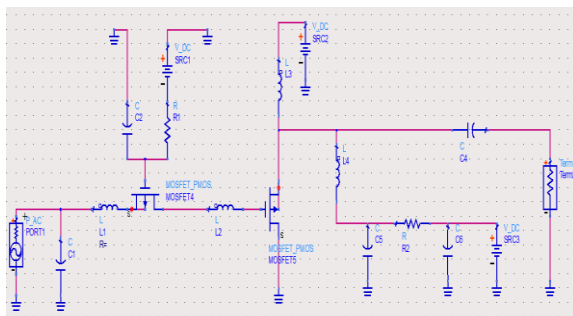 V_DC
SRC1
V_DC
SRC2
C
C2
R
R1
L
L3
L
L4
C
C4
Term
MOSFET_PMOS
MOSFET4
P_AC
PORT1
L
L1
R=
S
L
L2
MOSFET_PMOS
MOSFET5
S
C
C1
C
C5
R
R2
C
C6
V_DC
SRC3